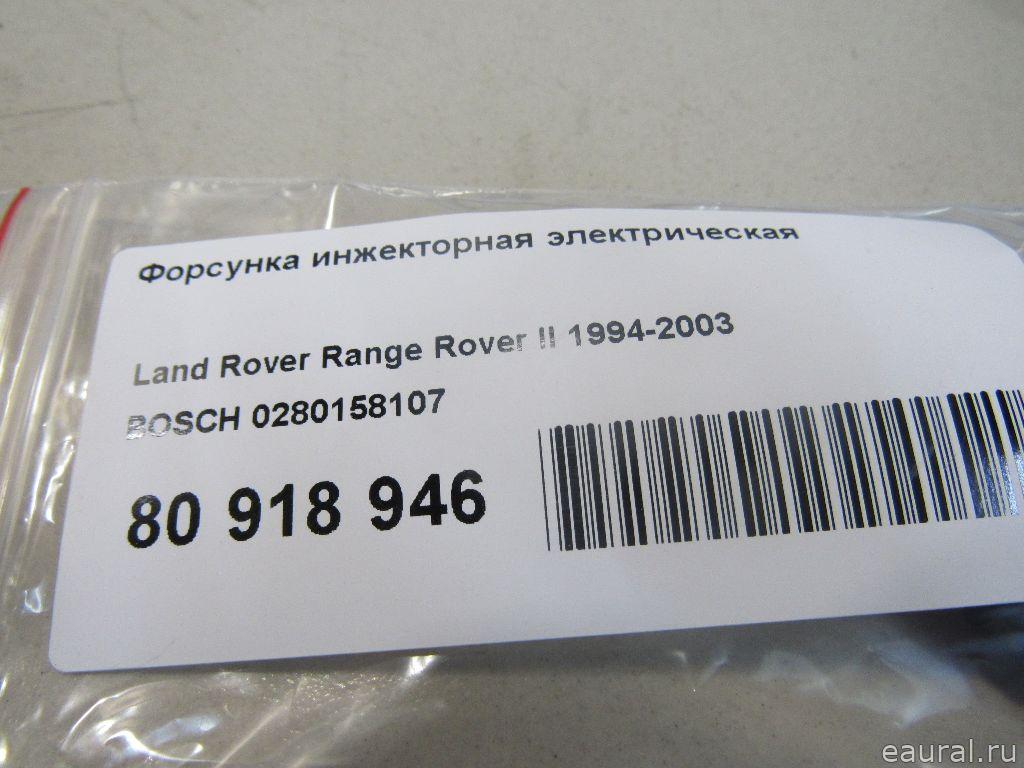 Форсунка инжекторная электрическая
Land Rover Range Rover II 1994-2003
BOSCH 0280158107
80 918 946
eaural.ru